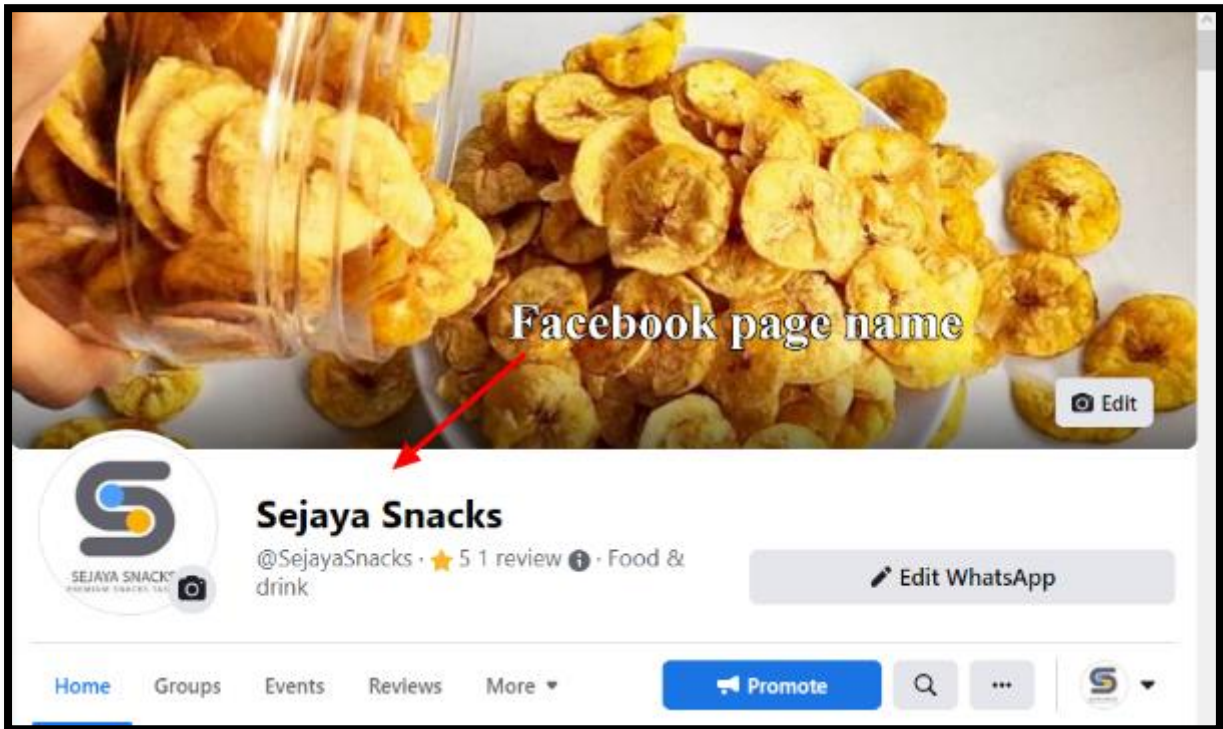 Facebook page name
Edit
Sejaya Snacks
@SejayaSnacks · 5 1 review · Food &
drink
SEJAYA SNACKS
Edit WhatsApp
Home Groups Events Reviews More Promote ...